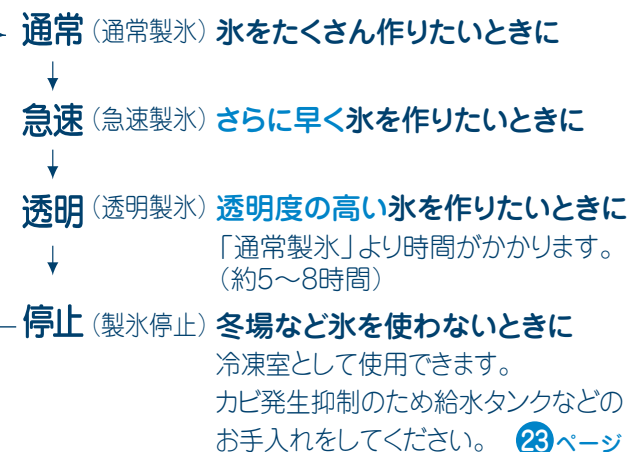 通常(通常製氷)氷をたくさん作りたいときに
急速(急速製氷)さらに早く氷を作りたいときに
透明(透明製氷)透明度の高い氷を作りたいときに
「通常製氷」より時間がかかります。
(約5〜8時間)
停止(製氷停止)冬場など氷を使わないときに
冷凍室として使用できます。
カビ発生抑制のため給水タンクなどの
お手入れをしてください。 23ページ